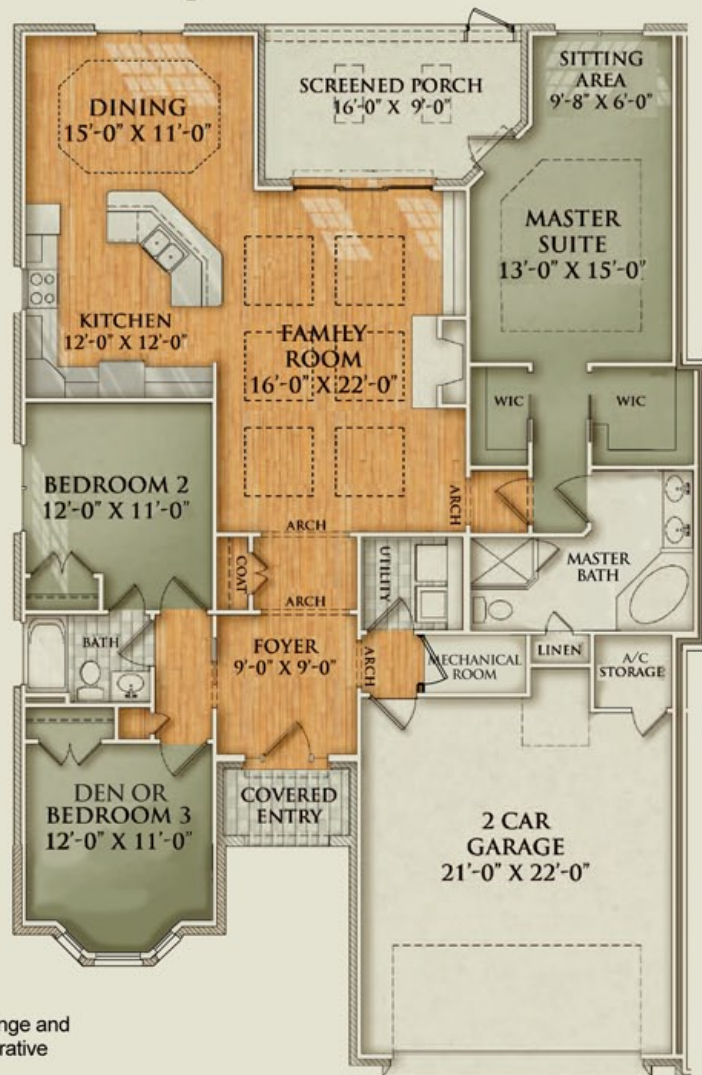 SITTING
AREA
9'-8" X 6'-0"
SCREENED PORCH
16'-0" X 9'-0"
DINING
15'-0" X 11'-0"
MASTER
SUITE
13'-0" X 15'-0"
KITCHEN
12'-0" X 12'-0"
FAMILY
ROOM
16'-0" X 22'-0"
WIC
WIC
BEDROOM 2
12'-0" X 11'-0"
ARCH
ARCH
COAT
ARCH
UTILITY
MASTER
BATH
BATH
FOYER
9'-0" X 9'-0"
ARCH
MECHANICAL
ROOM
LINEN
A/C
STORAGE
DEN OR
BEDROOM 3
12'-0" X 11'-0"
COVERED
ENTRY
2 CAR
GARAGE
21'-0" X 22'-0"
nge and
rative